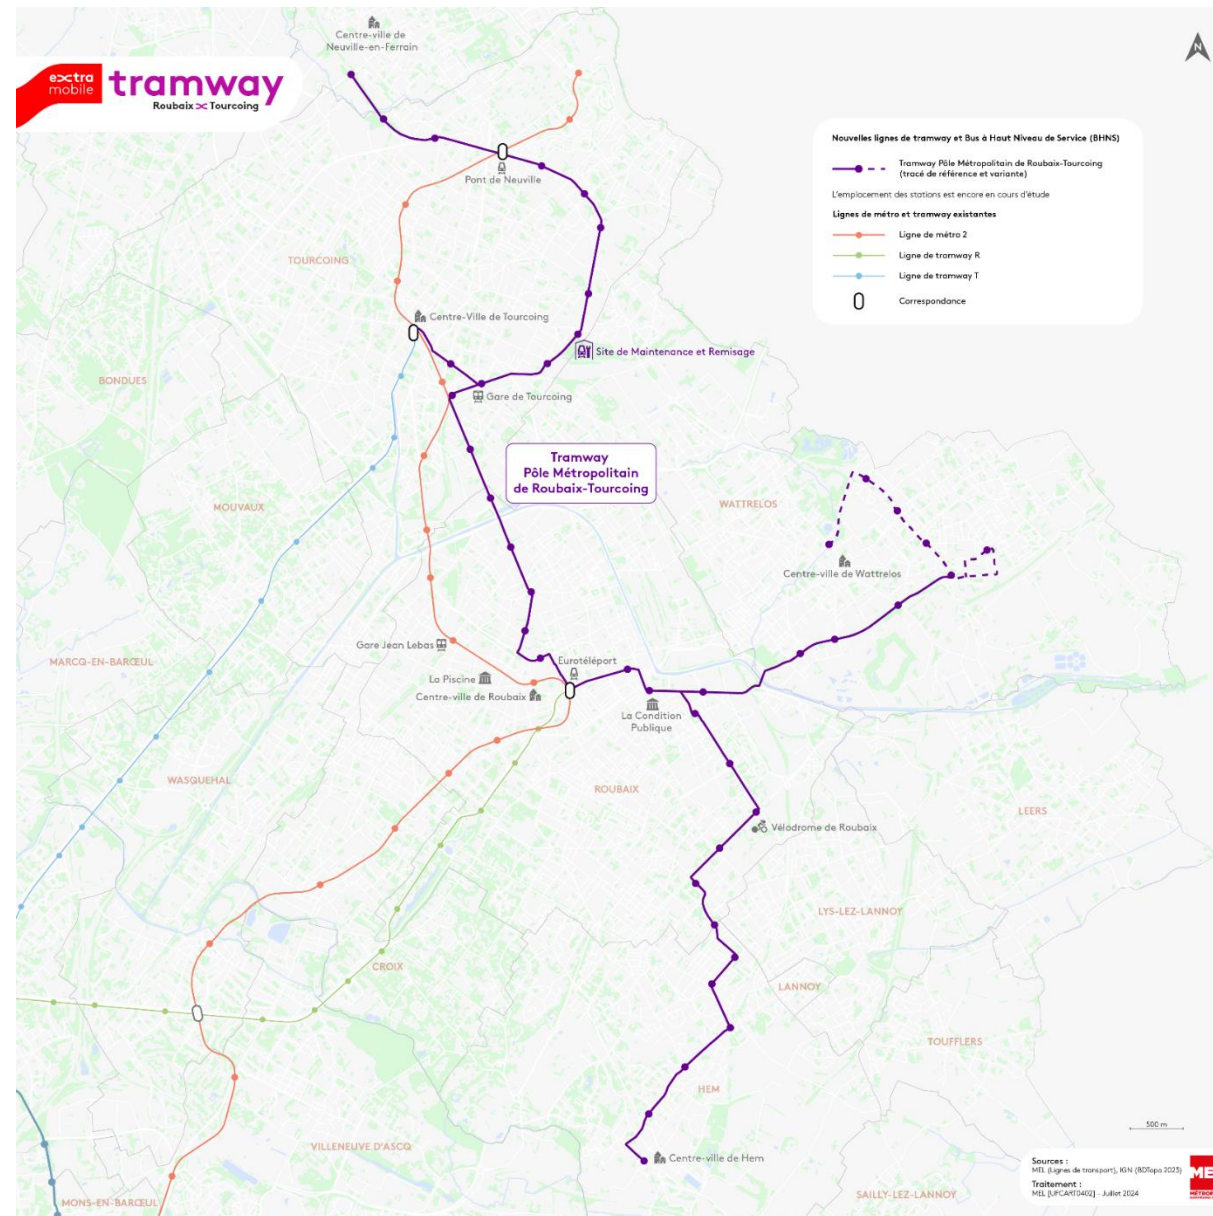 Centre-ville de
Neuville-en-Ferrain
N
extra
mobile
tramway
Roubaix Tourcoing
Nouvelles lignes de tramway et Bus à Haut Niveau de Service (BHNS)
Tramway Pôle Métropolitain de Roubaix-Tourcoing
(tracé de référence et variante)
L'emplacement des stations est encore en cours d'étude
Lignes de métro et tramway existantes
Ligne de métro 2
Ligne de tramway R
Ligne de tramway T
Correspondance
Pont de Neuville
TOURCOING
Centre-Ville de Tourcoing
Site de Maintenance et Remisage
BONDUES
Gare de Tourcoing
Tramway
Pôle Métropolitain
de Roubaix-Tourcoing
MOUVAUX
WATTRELOS
Centre-ville de Wattrelos
Gare Jean Lebas
Eurotéléport
MARCQ-EN-BARŒUL
La Piscine
Centre-ville de Roubaix
La Condition
Publique
WASQUEHAL
ROUBAIX
LEERS
Vélodrome de Roubaix
LYS-LEZ-LANNOY
CROIX
LANNOY
TOUFFLERS
HEM
500 m
VILLENEUVE D'ASCQ
Centre-ville de Hem
Sources :
MEL (Lignes de transport), IGN (BDTopo 2023)
Traitement :
MEL [UFCART0402] - Juillet 2024
ME
MÉTROP
MONS-EN-BARŒUL
SAILLY-LEZ-LANNOY